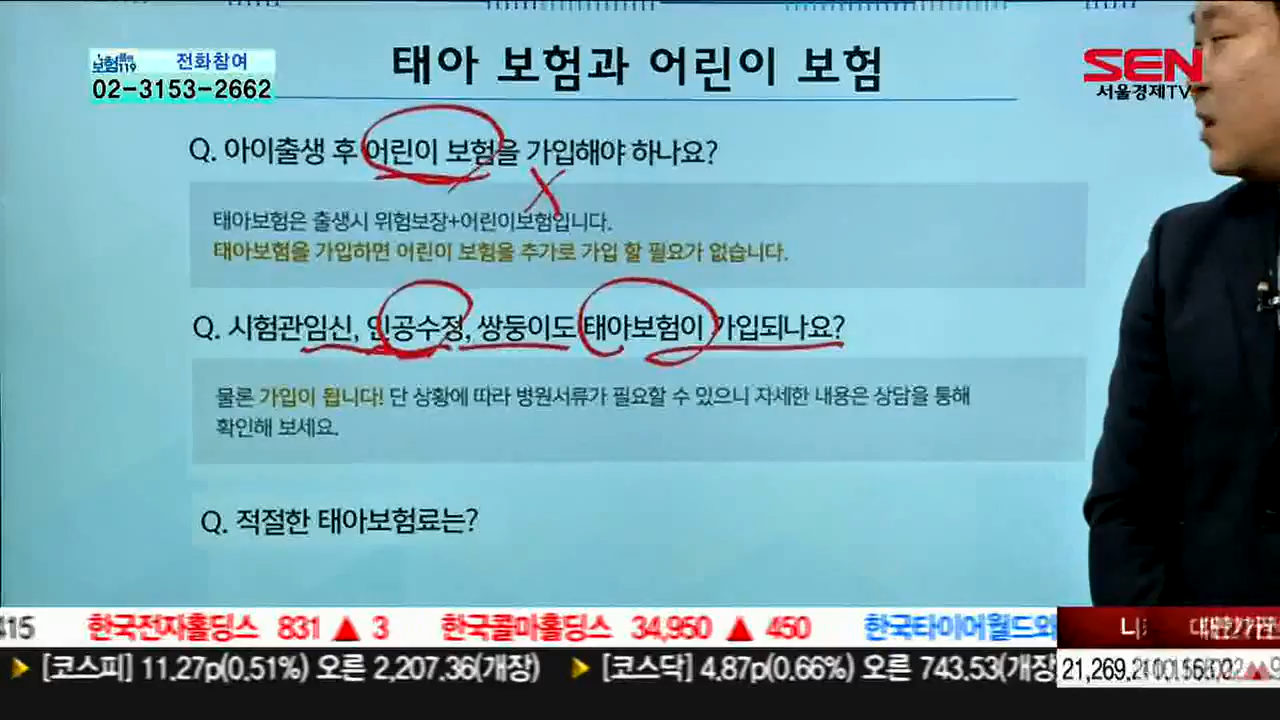 태아 보험과 어린이 보험
보험 119 전화참여
02-3153-2662
SEN
서울경제TV
Q. 아이출생 후 어린이 보험을 가입해야 하나요?
태아보험은 출생시 위험보장+어린이보험입니다.
태아보험을 가입하면 어린이 보험을 추가로 가입 할 필요가 없습니다.
Q. 시험관임신, 인공수정, 쌍둥이도 태아보험이 가입되나요?
물론 가입이 됩니다! 단 상황에 따라 병원서류가 필요할 수 있으니 자세한 내용은 상담을 통해
확인해 보세요.
Q. 적절한 태아보험료는?
415 한국전자홀딩스 831 ▲ 3 한국콜마홀딩스 34,950 ▲ 450 한국타이어월드와
[코스피] 11.27p(0.51%) 오른 2,207.36(개장) [코스닥] 4.87p(0.66%) 오른 743.53(개장)